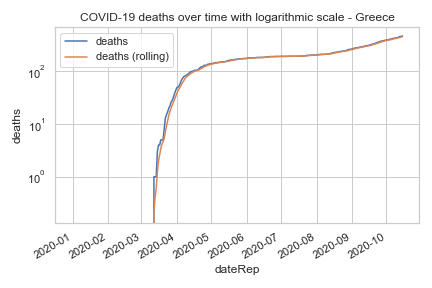 COVID-19 deaths over time with logarithmic scale - Greece
deaths
deaths (rolling)
10²
10¹
10⁰
deaths
2020-01
2020-02
2020-03
2020-04
2020-05
2020-06
2020-07
2020-08
2020-09
2020-10
dateRep